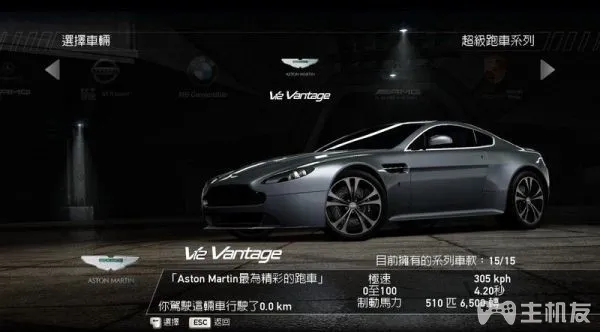 選擇車輛
超級跑車系列
ASTON MARTIN
V12 Vantage
V12 Vantage
目前擁有的系列車款：15/15
ASTON MARTIN
「Aston Martin最為精彩的跑車」
極速 305 kph
0至100 4.20秒
你駕駛這輛車行駛了0.0 km
制動馬力 510 匹 6,500 轉
選擇 ESC 返回
主机友